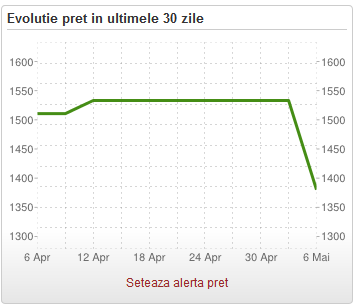 Evolutie pret in ultimele 30 zile
1600 1600
1550 1550
1500 1500
1450 1450
1400 1400
1350 1350
1300 1300
6 Apr 12 Apr 18 Apr 24 Apr 30 Apr 6 Mai
Seteaza alerta pret